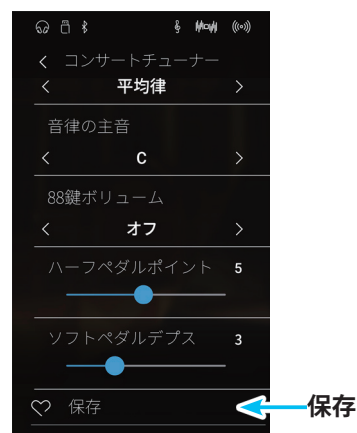 コンサートチューナー
平均律
音律の主音
C
88鍵ボリューム
オフ
ハーフペダルポイント 5
ソフトペダルデプス 3
保存
保存